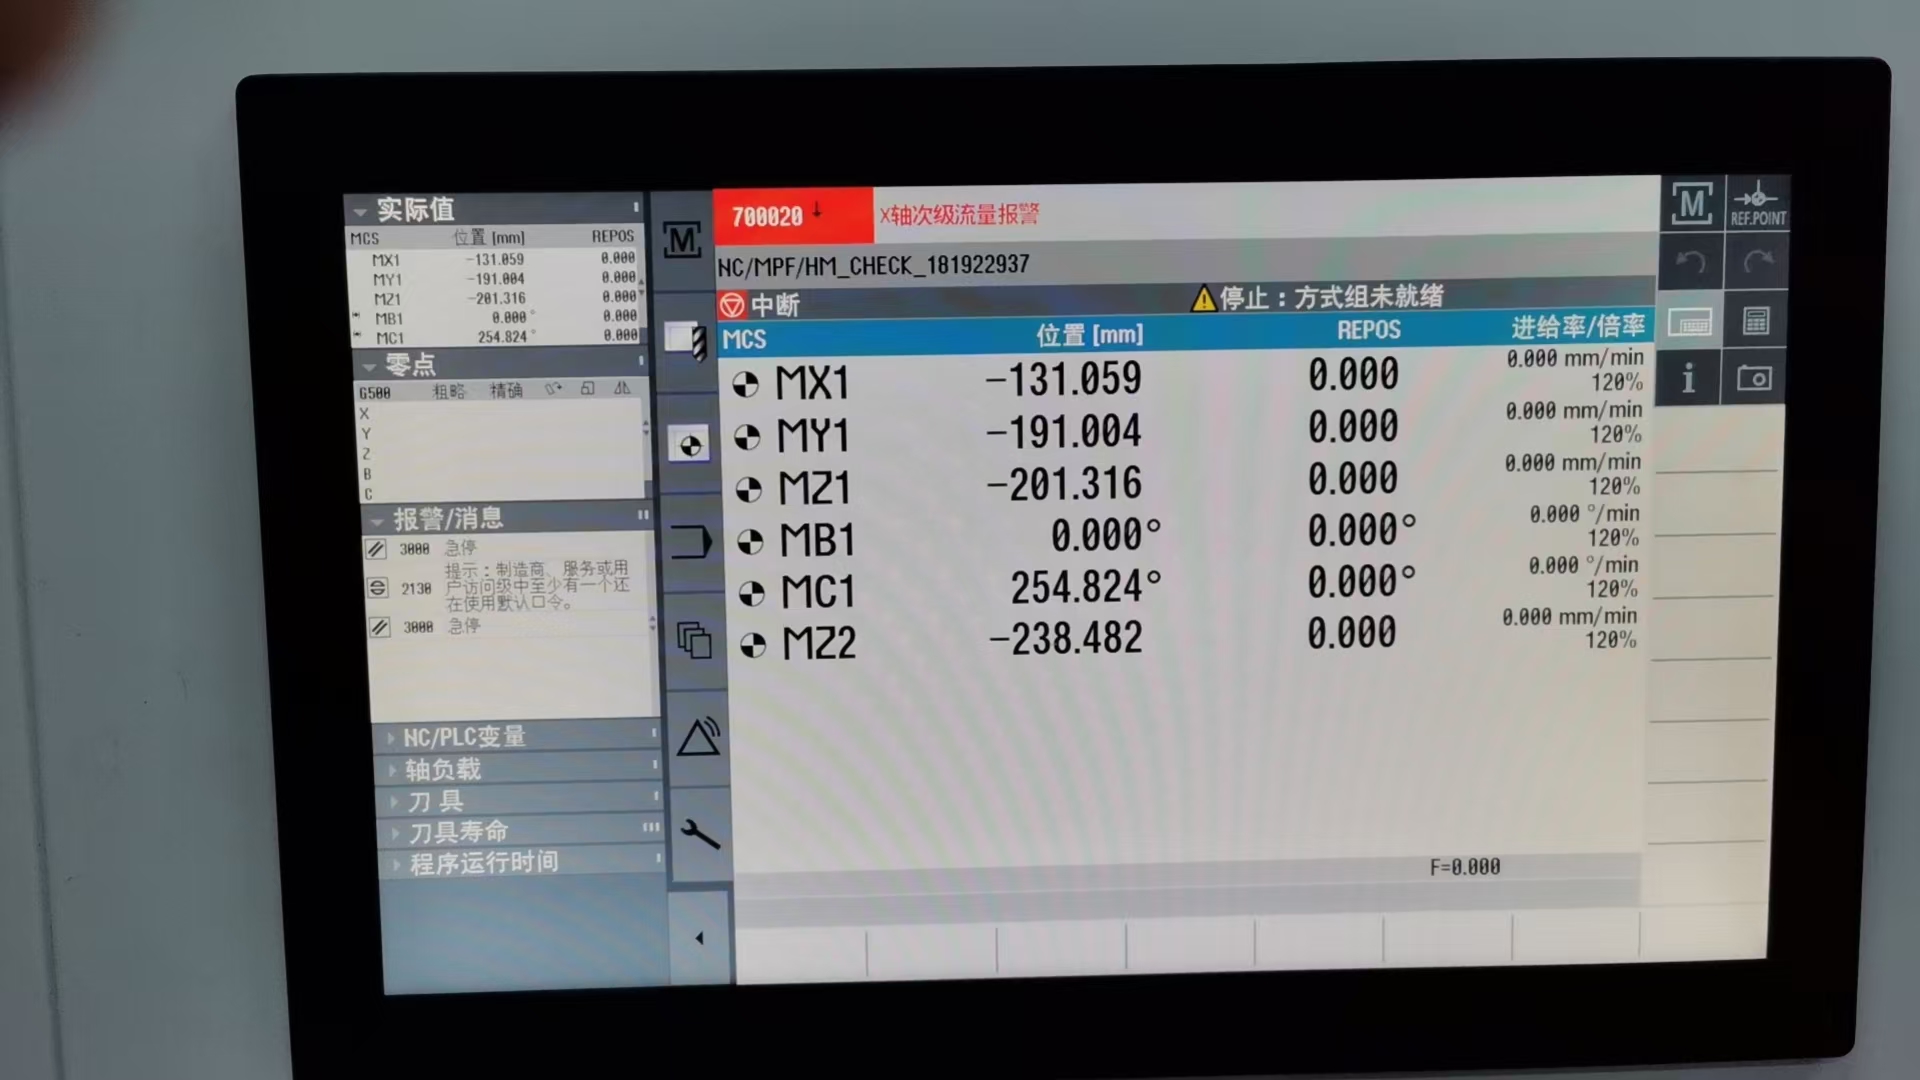 实际值
MCS 位置 [mm] REPOS
MX1 -131.059 0.000
MY1 -191.004 0.000
MZ1 -201.316 0.000
MB1 0.000° 0.000
MC1 254.824° 0.000
零点
G500 粗略 精确
X
Y
Z
B
C
报警/消息
3000 急停
2130 提示：制造商、服务或用
户访问级中至少有一个还
在使用默认口令。
3000 急停
NC/PLC变量
轴负载
刀具
刀具寿命
程序运行时间
M
700020 ↓ X轴次级流量报警
NC/MPF/HM_CHECK_181922937
中断 停止：方式组未就绪
MCS 位置 [mm] REPOS 进给率/倍率
MX1 -131.059 0.000 0.000 mm/min
120%
MY1 -191.004 0.000 0.000 mm/min
120%
MZ1 -201.316 0.000 0.000 mm/min
120%
MB1 0.000° 0.000° 0.000 °/min
120%
MC1 254.824° 0.000° 0.000 °/min
120%
MZ2 -238.482 0.000 0.000 mm/min
120%
F=0.000
M
REF.POINT
i